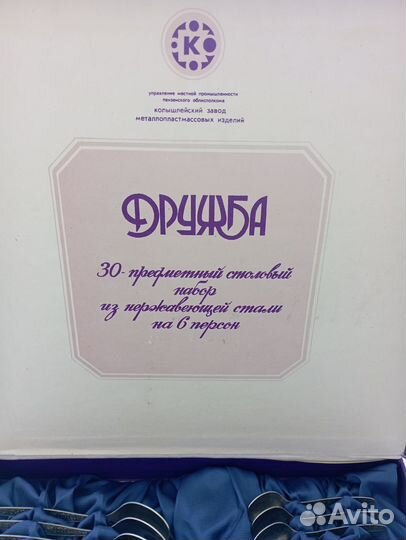 К
управление местной промышленности
пензенского облисполкома
колышлейский завод
металлопластмассовых изделий
ДРУЖБА
30-предметный столовый
набор
из нержавеющей стали
на 6 персон
Avito